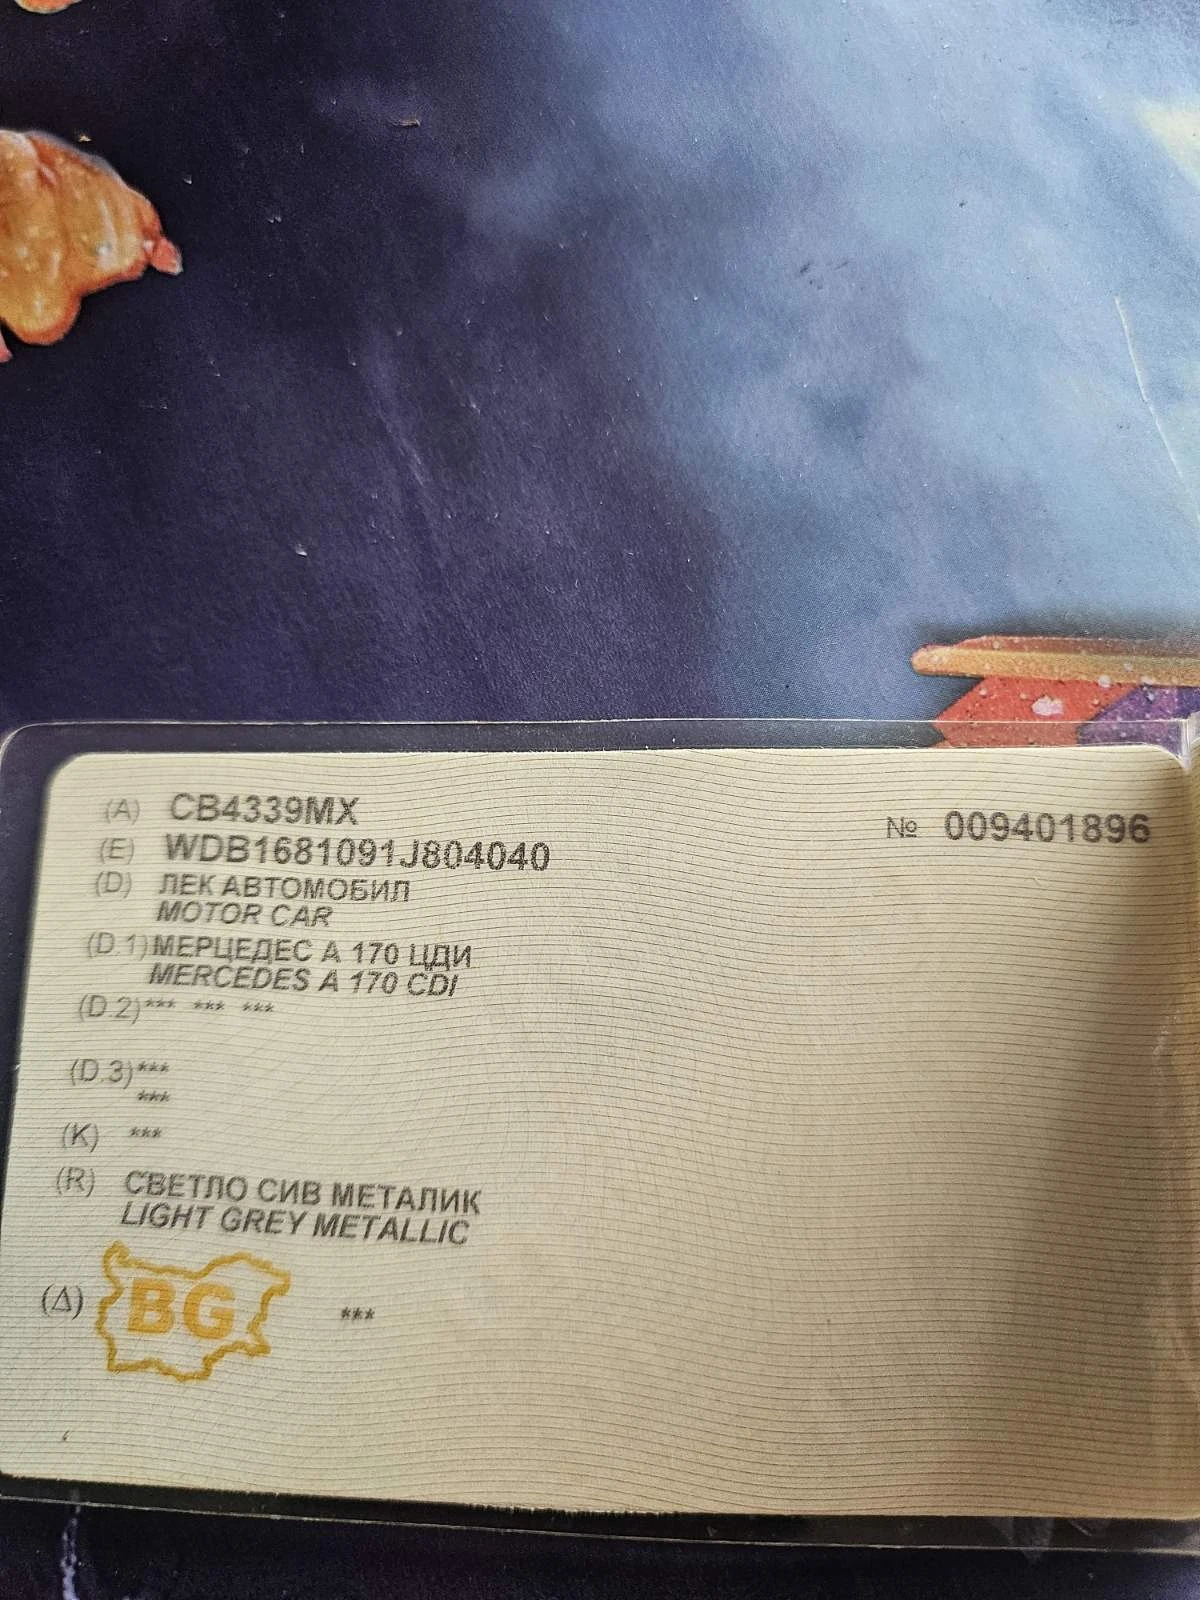 (A) CB4339MX
№ 009401896
(E) WDB1681091J804040
(D) ЛЕК АВТОМОБИЛ
MOTOR CAR
(D.1) МЕРЦЕДЕС А 170 ЦДИ
MERCEDES A 170 CDI
(D.2) *** *** ***
(D.3) ***
***
(K) ***
(R) СВЕТЛО СИВ МЕТАЛИК
LIGHT GREY METALLIC
(Δ) BG ***